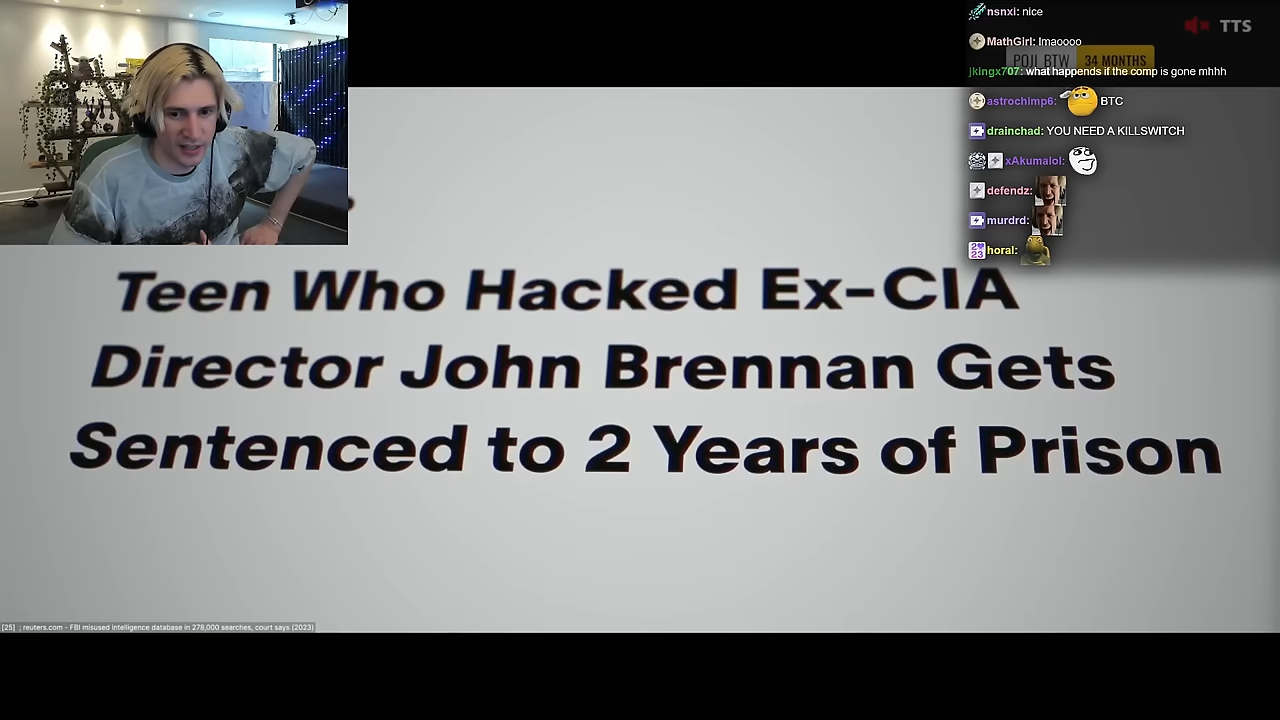 nsnxi: nice
TTS
MathGirl: lmaoooo
POJL BTW 34 MONTHS
jkingx707: what happends if the comp is gone mhhh
astrochimp6: BTC
drainchad: YOU NEED A KILLSWITCH
xAkumalol:
defendz:
murdrd:
horal:
Teen Who Hacked Ex-CIA
Director John Brennan Gets
Sentenced to 2 Years of Prison
[25] ; reuters.com - FBI misused intelligence database in 278,000 searches, court says (2023)